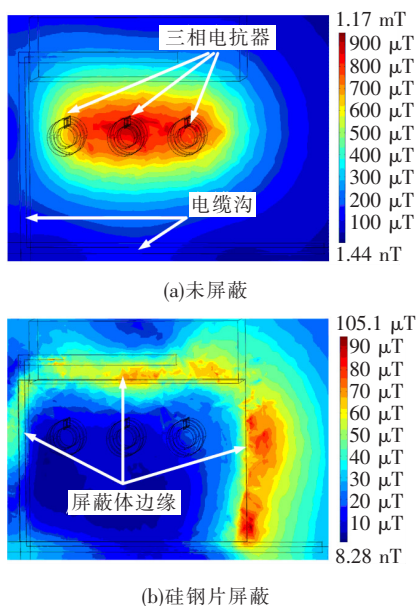 1.17 mT
三相电抗器
900 μT
800 μT
700 μT
600 μT
500 μT
400 μT
300 μT
200 μT
100 μT
电缆沟
1.44 nT
(a)未屏蔽
105.1 μT
90 μT
80 μT
70 μT
60 μT
50 μT
40 μT
30 μT
20 μT
10 μT
屏蔽体边缘
8.28 nT
(b)硅钢片屏蔽